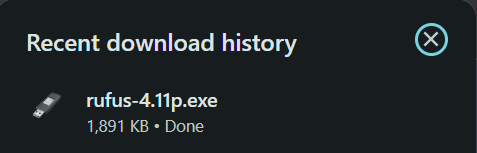 Recent download history
rufus-4.11p.exe
1,891 KB • Done